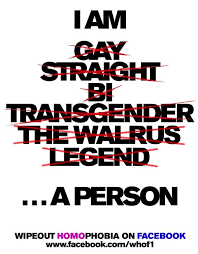 I AM
GAY
STRAIGHT
BI
TRANSGENDER
THE WALRUS
LEGEND
... A PERSON
WIPEOUT HOMOPHOBIA ON FACEBOOK
www.facebook.com/whof1